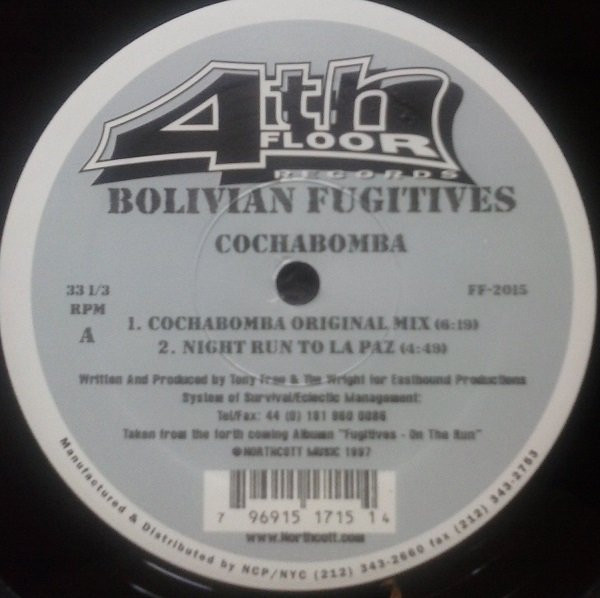 4th
FLOOR
RECORDS
BOLIVIAN FUGITIVES
COCHABOMBA
33 1/3
RPM
A
FF-2015
1. COCHABOMBA ORIGINAL MIX (6:19)
2. NIGHT RUN TO LA PAZ (4:49)
Written And Produced by Tony Free & Tim Wright for Eastbound Productions
System of Survival/Eclectic Management:
Tel/Fax: 44 (0) 181 960 0086
Taken from the forth coming Albumn "Fugitives - On The Run"
©NORTHCOTT MUSIC 1997
7 96915 1715 1 4
www.Northcott.com
Manufactured & Distributed by NCP/NYC (212) 343-2660 fax (212) 343-2753